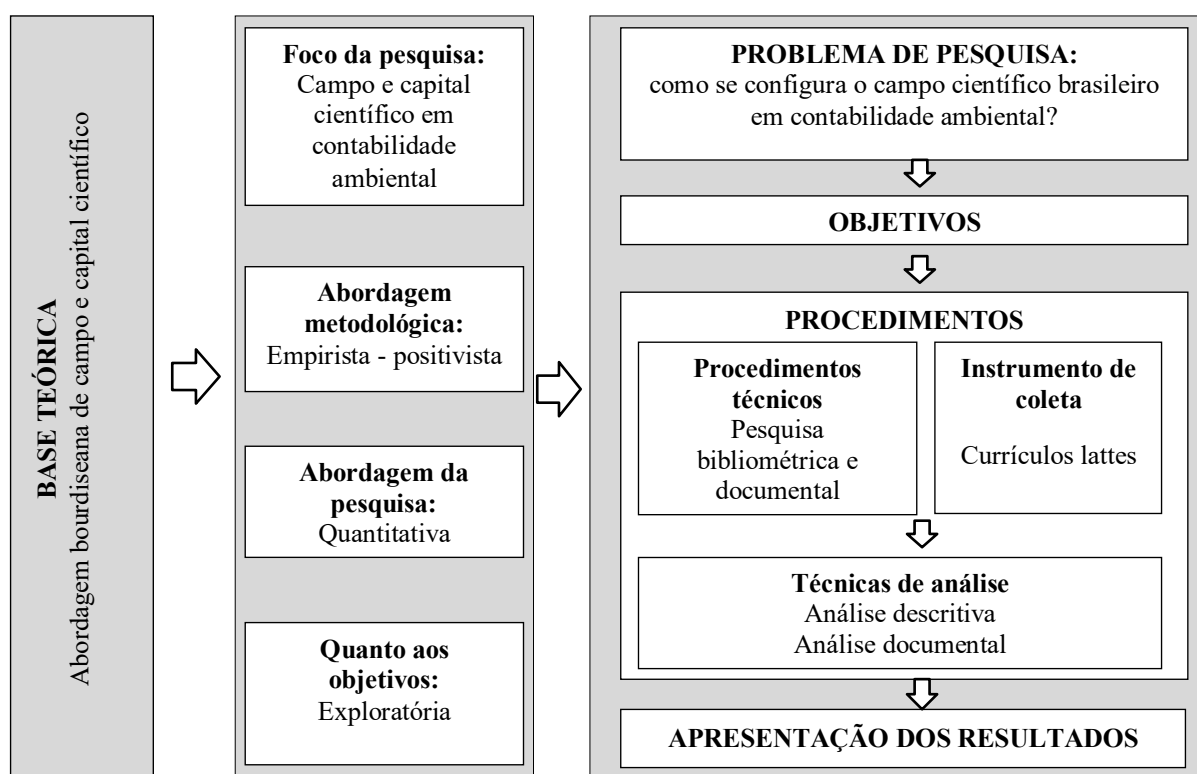 BASE TEÓRICA
Abordagem bourdiseana de campo e capital científico
Foco da pesquisa:
Campo e capital
científico em
contabilidade
ambiental
Abordagem
metodológica:
Empirista - positivista
Abordagem da
pesquisa:
Quantitativa
Quanto aos
objetivos:
Exploratória
PROBLEMA DE PESQUISA:
como se configura o campo científico brasileiro
em contabilidade ambiental?
OBJETIVOS
PROCEDIMENTOS
Procedimentos
técnicos
Pesquisa
bibliométrica e
documental
Instrumento de
coleta
Currículos lattes
Técnicas de análise
Análise descritiva
Análise documental
APRESENTAÇÃO DOS RESULTADOS